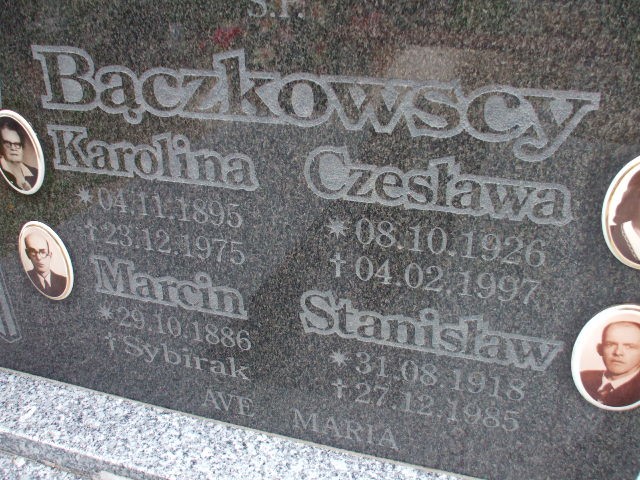 Ś.P.
Bączkowscy
Karolina
*04.11.1895
†23.12.1975
Marcin
*29.10.1886
†Sybirak
Czesława
*08.10.1926
†04.02.1997
Stanisław
*31.08.1918
†27.12.1985
AVE MARIA